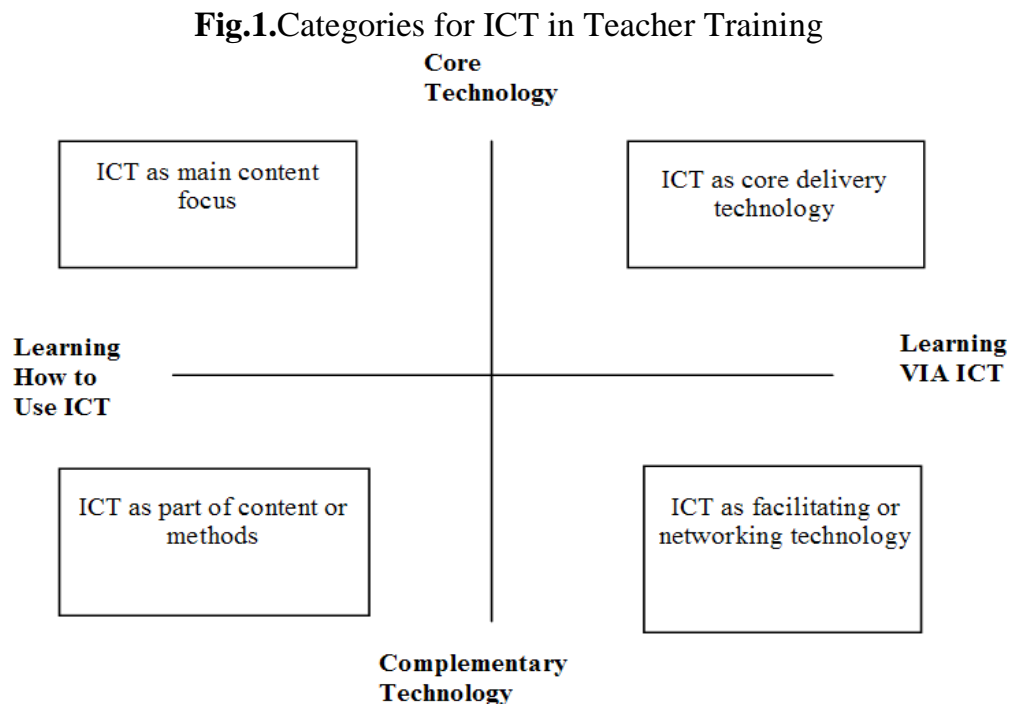 Fig.1.Categories for ICT in Teacher Training
Core
Technology
ICT as main content
focus
ICT as core delivery
technology
Learning
How to
Use ICT
Learning
VIA ICT
ICT as part of content or
methods
ICT as facilitating or
networking technology
Complementary
Technology